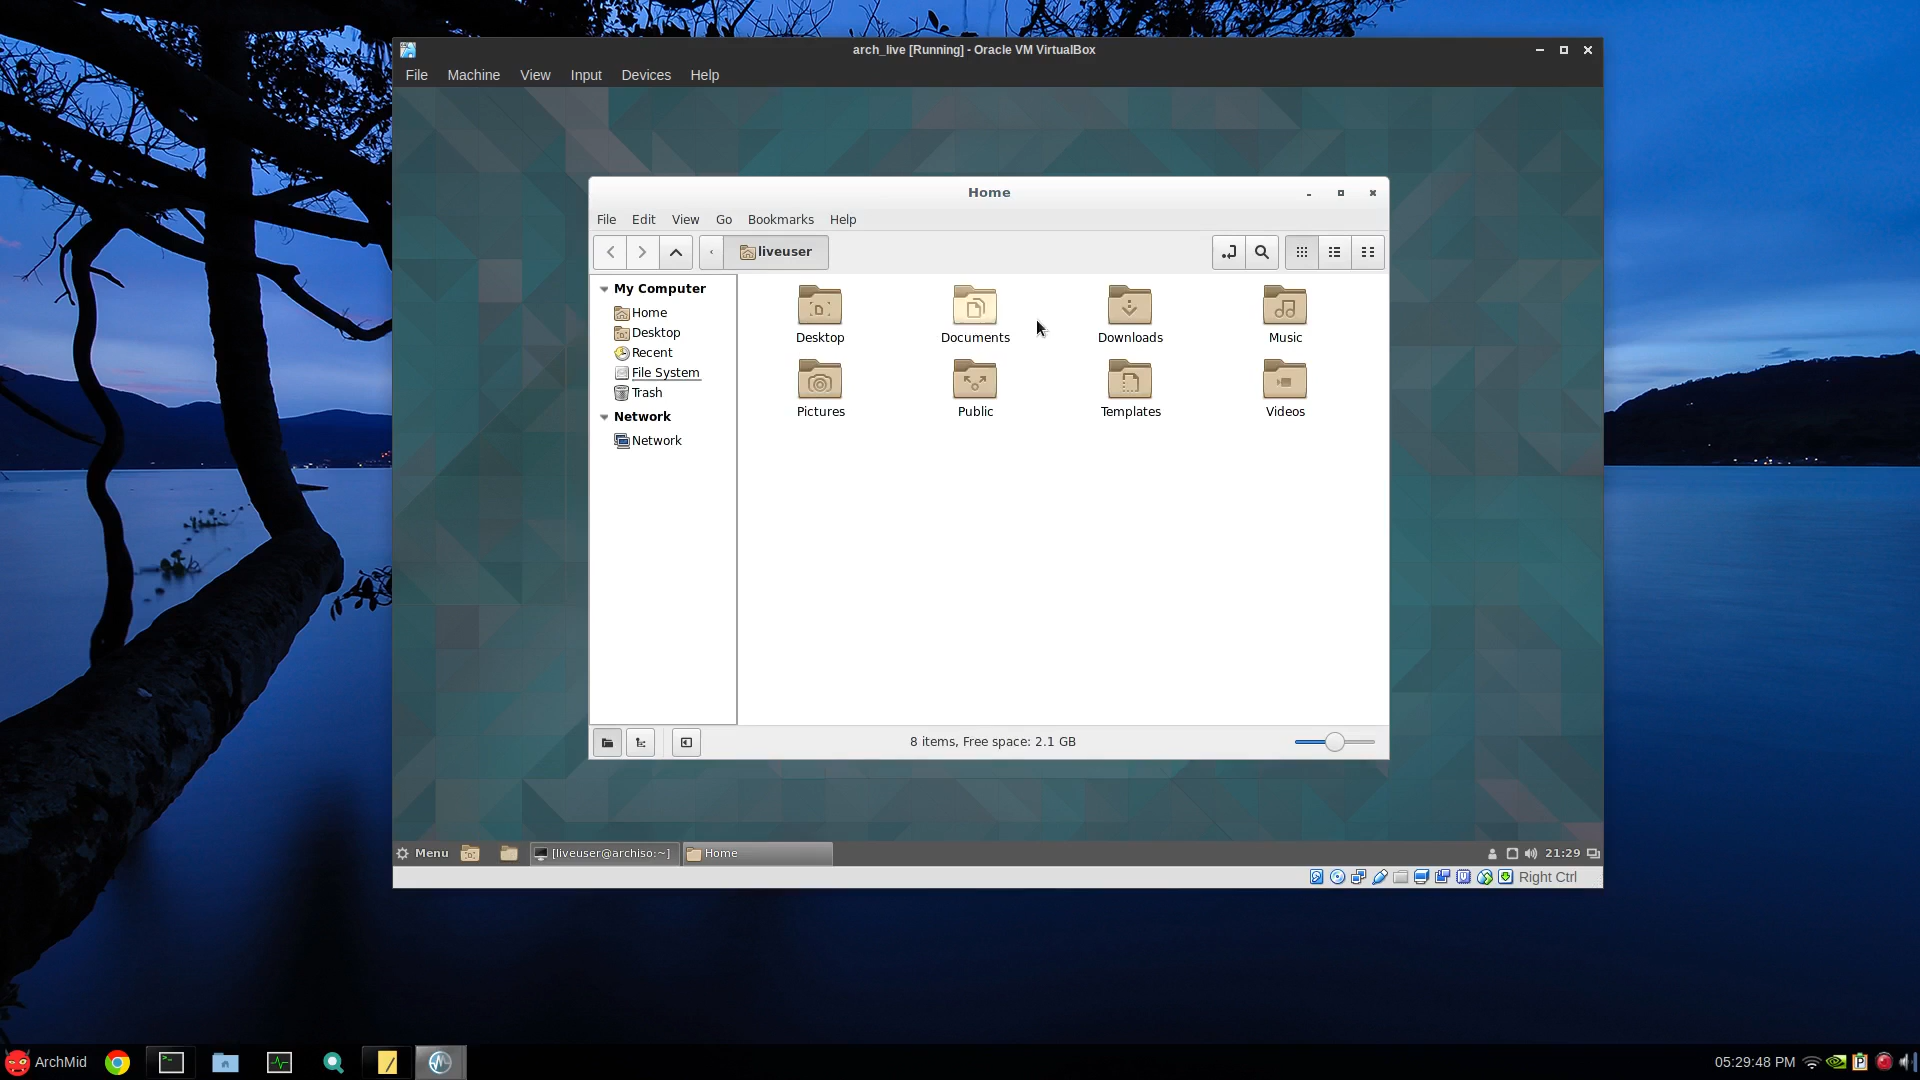 arch_live [Running] - Oracle VM VirtualBox
File Machine View Input Devices Help
Home
File Edit View Go Bookmarks Help
liveuser
My Computer
Home
Desktop
Recent
File System
Trash
Network
Network
Desktop Documents Downloads Music
Pictures Public Templates Videos
8 items, Free space: 2.1 GB
Menu [liveuser@archiso:~] Home 21:29
Right Ctrl
ArchMid 05:29:48 PM